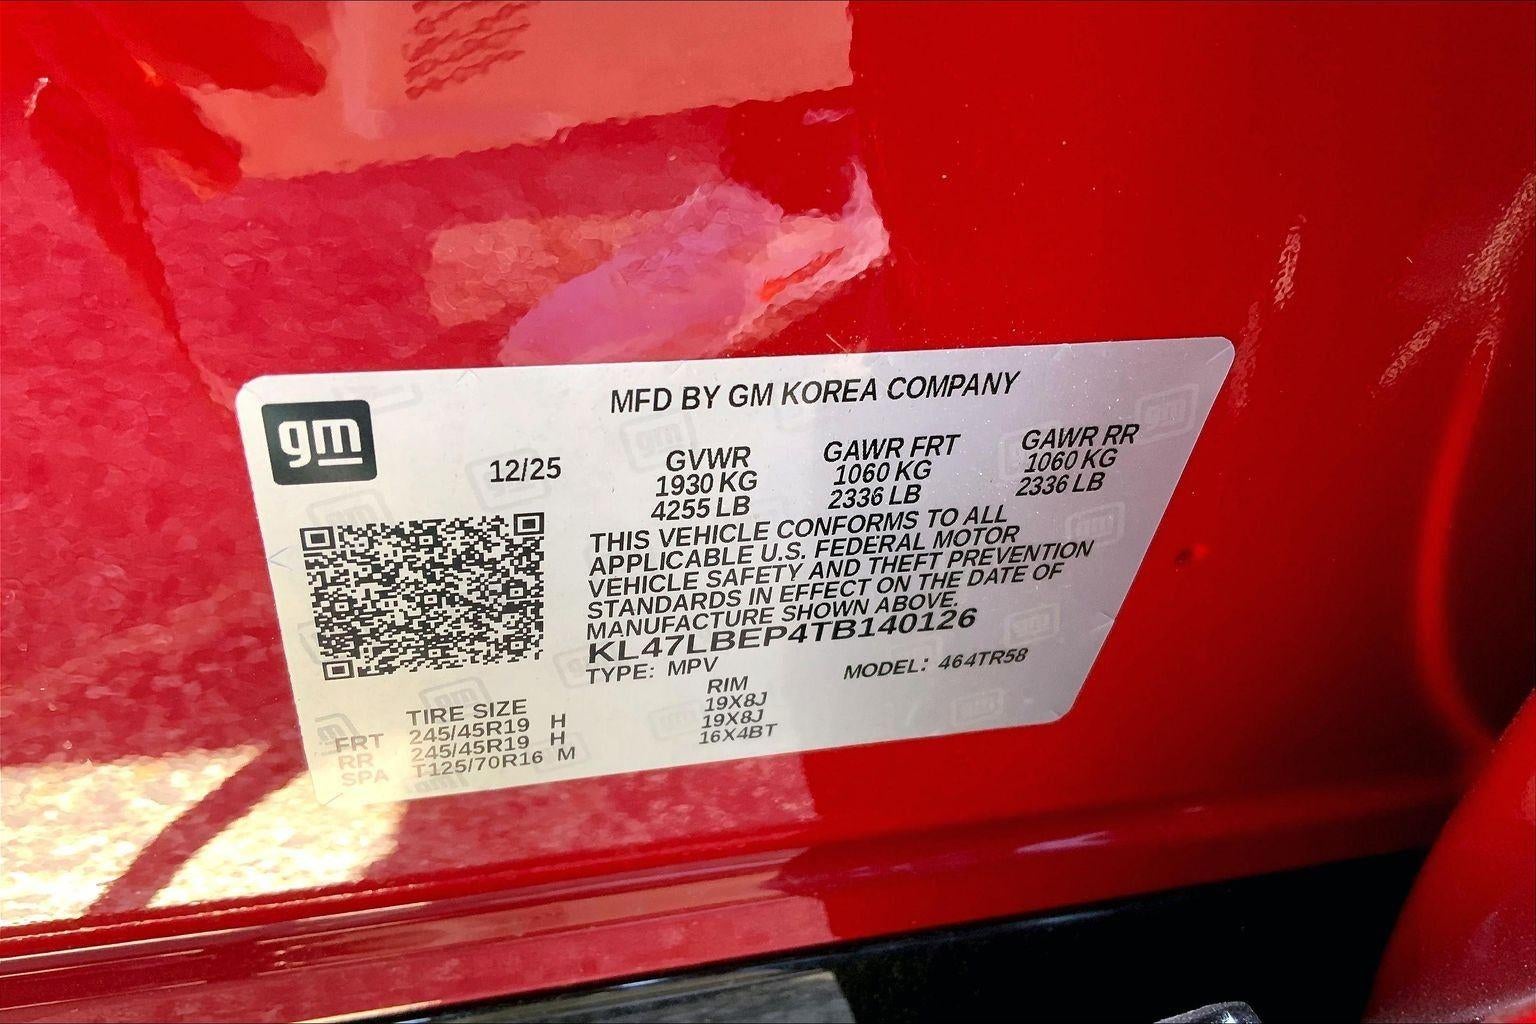 gm
MFD BY GM KOREA COMPANY
12/25
GVWR GAWR FRT GAWR RR
1930 KG 1060 KG 1060 KG
4255 LB 2336 LB 2336 LB
THIS VEHICLE CONFORMS TO ALL
APPLICABLE U.S. FEDERAL MOTOR
VEHICLE SAFETY AND THEFT PREVENTION
STANDARDS IN EFFECT ON THE DATE OF
MANUFACTURE SHOWN ABOVE.
KL47LBEP4TB140126
TYPE: MPV MODEL: 464TR58
TIRE SIZE RIM
FRT 245/45R19 H 19X8J
RR 245/45R19 H 19X8J
SPA T125/70R16 M 16X4BT